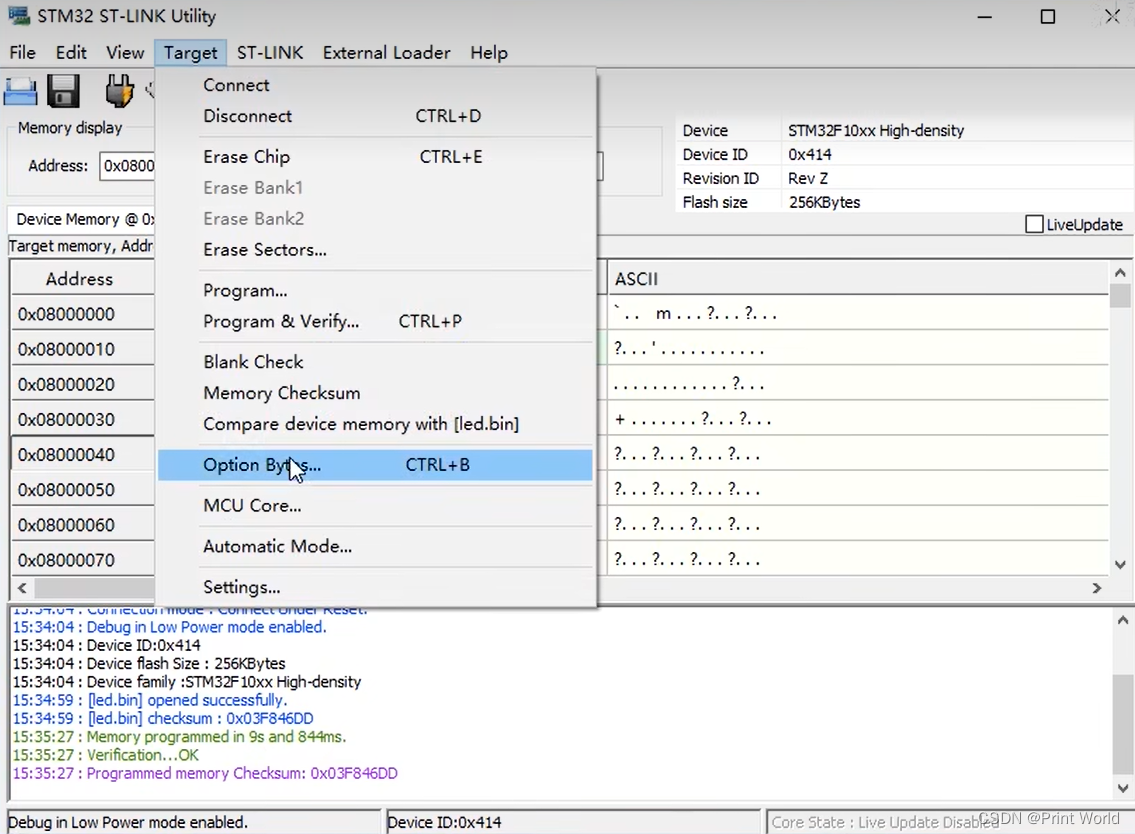 STM32 ST-LINK Utility
File Edit View Target ST-LINK External Loader Help
Connect
Disconnect CTRL+D
Erase Chip CTRL+E
Erase Bank1
Erase Bank2
Erase Sectors...
Program...
Program & Verify... CTRL+P
Blank Check
Memory Checksum
Compare device memory with [led.bin]
Option Bytes... CTRL+B
MCU Core...
Automatic Mode...
Settings...
Memory display
Address: 0x0800
Device STM32F10xx High-density
Device ID 0x414
Revision ID Rev Z
Flash size 256KBytes
LiveUpdate
Device Memory @ 0x
Target memory, Addr
Address ASCII
0x08000000 `.. m...?...?...
0x08000010 ?...'...........
0x08000020 ............?...
0x08000030 +.......?...?...
0x08000040 ?...?...?...?...
0x08000050 ?...?...?...?...
0x08000060 ?...?...?...?...
0x08000070 ?...?...?...?...
15:34:04 : Connection mode : Connect Under Reset.
15:34:04 : Debug in Low Power mode enabled.
15:34:04 : Device ID:0x414
15:34:04 : Device flash Size : 256KBytes
15:34:04 : Device family :STM32F10xx High-density
15:34:59 : [led.bin] opened successfully.
15:34:59 : [led.bin] checksum : 0x03F846DD
15:35:27 : Memory programmed in 9s and 844ms.
15:35:27 : Verification...OK
15:35:27 : Programmed memory Checksum: 0x03F846DD
Debug in Low Power mode enabled. Device ID:0x414 Core State : Live Update Disabled
CSDN @Print World